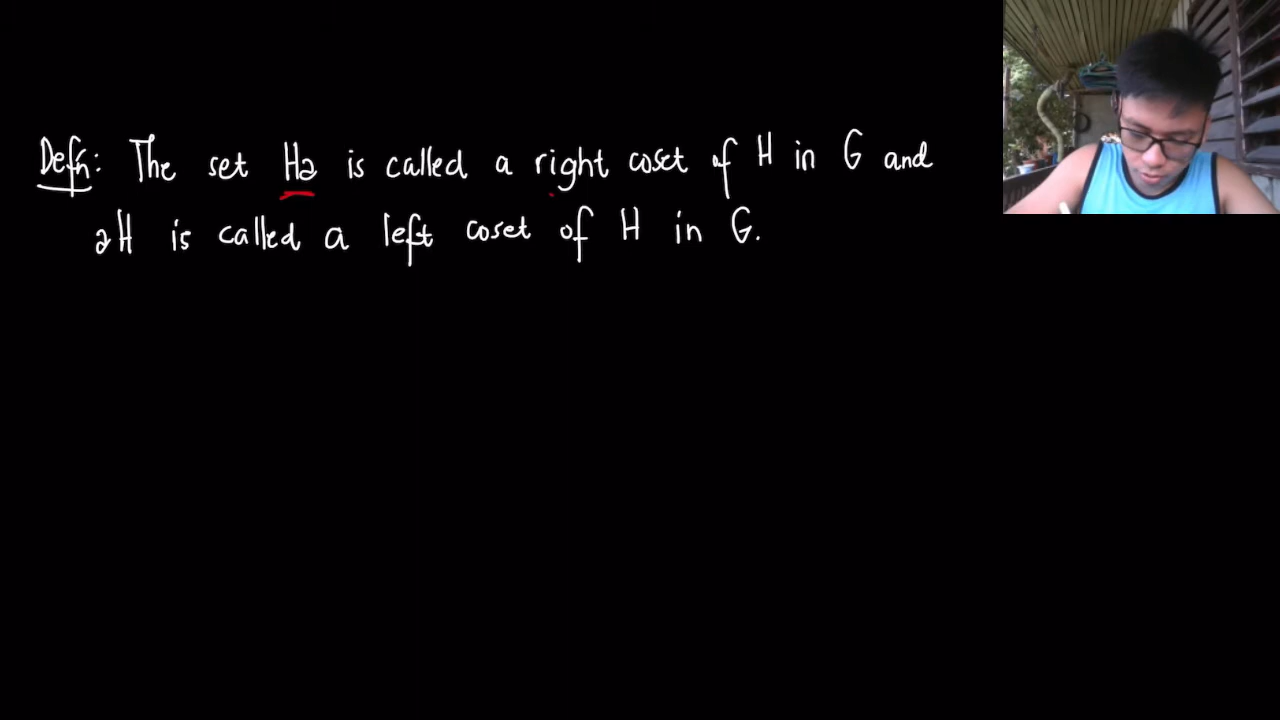 Defn: The set Ha is called a right coset of H in G and
aH is called a left coset of H in G.